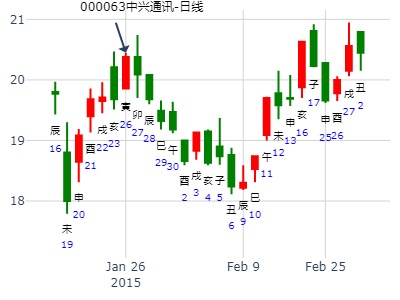 000063中兴通讯-日线
21
20
19
18
辰
16
未
19
申
20
酉
21
戌
22
亥
23
寅
26
卯
27
辰
28
巳
29
午
30
酉
2
戌
3
亥
4
子
5
丑
6
辰
9
巳
10
午
11
未
12
申
13
亥
16
子
17
申
25
酉
26
戌
27
丑
2
Jan 26
2015
Feb 9
Feb 25